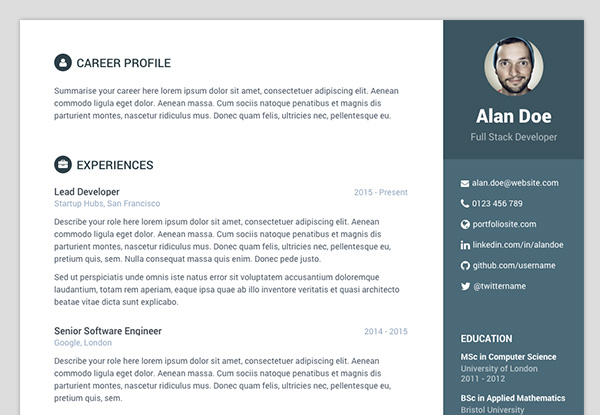 CAREER PROFILE
Summarise your career here lorem ipsum dolor sit amet, consectetuer adipiscing elit. Aenean
commodo ligula eget dolor. Aenean massa. Cum sociis natoque penatibus et magnis dis
parturient montes, nascetur ridiculus mus. Donec quam felis, ultricies nec, pellentesque eu.
EXPERIENCES
Lead Developer 2015 - Present
Startup Hubs, San Francisco
Describe your role here lorem ipsum dolor sit amet, consectetuer adipiscing elit. Aenean
commodo ligula eget dolor. Aenean massa. Cum sociis natoque penatibus et magnis dis
parturient montes, nascetur ridiculus mus. Donec quam felis, ultricies nec, pellentesque eu,
pretium quis, sem. Nulla consequat massa quis enim. Donec pede justo.
Sed ut perspiciatis unde omnis iste natus error sit voluptatem accusantium doloremque
laudantium, totam rem aperiam, eaque ipsa quae ab illo inventore veritatis et quasi architecto
beatae vitae dicta sunt explicabo.
Senior Software Engineer 2014 - 2015
Google, London
Describe your role here lorem ipsum dolor sit amet, consectetuer adipiscing elit. Aenean
commodo ligula eget dolor. Aenean massa. Cum sociis natoque penatibus et magnis dis
parturient montes, nascetur ridiculus mus. Donec quam felis, ultricies nec, pellentesque eu,
pretium quis, sem.
Alan Doe
Full Stack Developer
alan.doe@website.com
0123 456 789
portfoliosite.com
linkedin.com/in/alandoe
github.com/username
@twittername
EDUCATION
MSc in Computer Science
University of London
2011 - 2012
BSc in Applied Mathematics
Bristol University